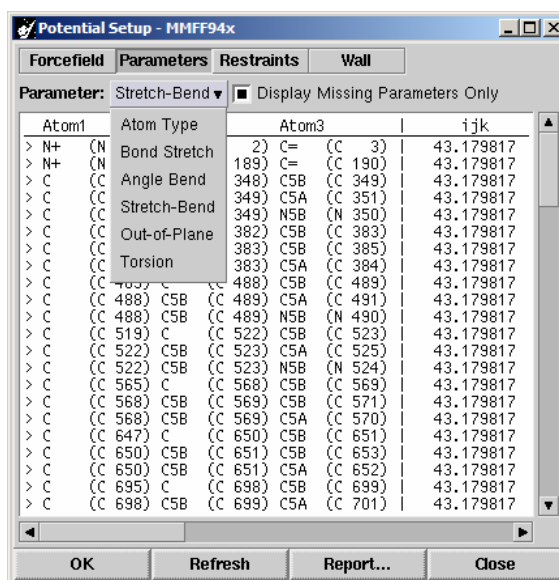 Potential Setup - MMFF94x
Forcefield Parameters Restraints Wall
Parameter: Stretch-Bend Display Missing Parameters Only
Atom1 Atom3 | ijk
Atom Type
Bond Stretch
Angle Bend
Stretch-Bend
Out-of-Plane
Torsion
> N+ (N 2) C= (C 3) | 43.179817
> N+ (N 189) C= (C 190) | 43.179817
> C (C 348) C5B (C 349) | 43.179817
> C (C 349) C5A (C 351) | 43.179817
> C (C 349) N5B (N 350) | 43.179817
> C (C 382) C5B (C 383) | 43.179817
> C (C 383) C5B (C 385) | 43.179817
> C (C 383) C5A (C 384) | 43.179817
> C (C 485) C (C 488) C5B (C 489) | 43.179817
> C (C 488) C5B (C 489) C5A (C 491) | 43.179817
> C (C 488) C5B (C 489) N5B (N 490) | 43.179817
> C (C 519) C (C 522) C5B (C 523) | 43.179817
> C (C 522) C5B (C 523) C5A (C 525) | 43.179817
> C (C 522) C5B (C 523) N5B (N 524) | 43.179817
> C (C 565) C (C 568) C5B (C 569) | 43.179817
> C (C 568) C5B (C 569) C5B (C 571) | 43.179817
> C (C 568) C5B (C 569) C5A (C 570) | 43.179817
> C (C 647) C (C 650) C5B (C 651) | 43.179817
> C (C 650) C5B (C 651) C5B (C 653) | 43.179817
> C (C 650) C5B (C 651) C5A (C 652) | 43.179817
> C (C 695) C (C 698) C5B (C 699) | 43.179817
> C (C 698) C5B (C 699) C5A (C 701) | 43.179817
OK Refresh Report... Close